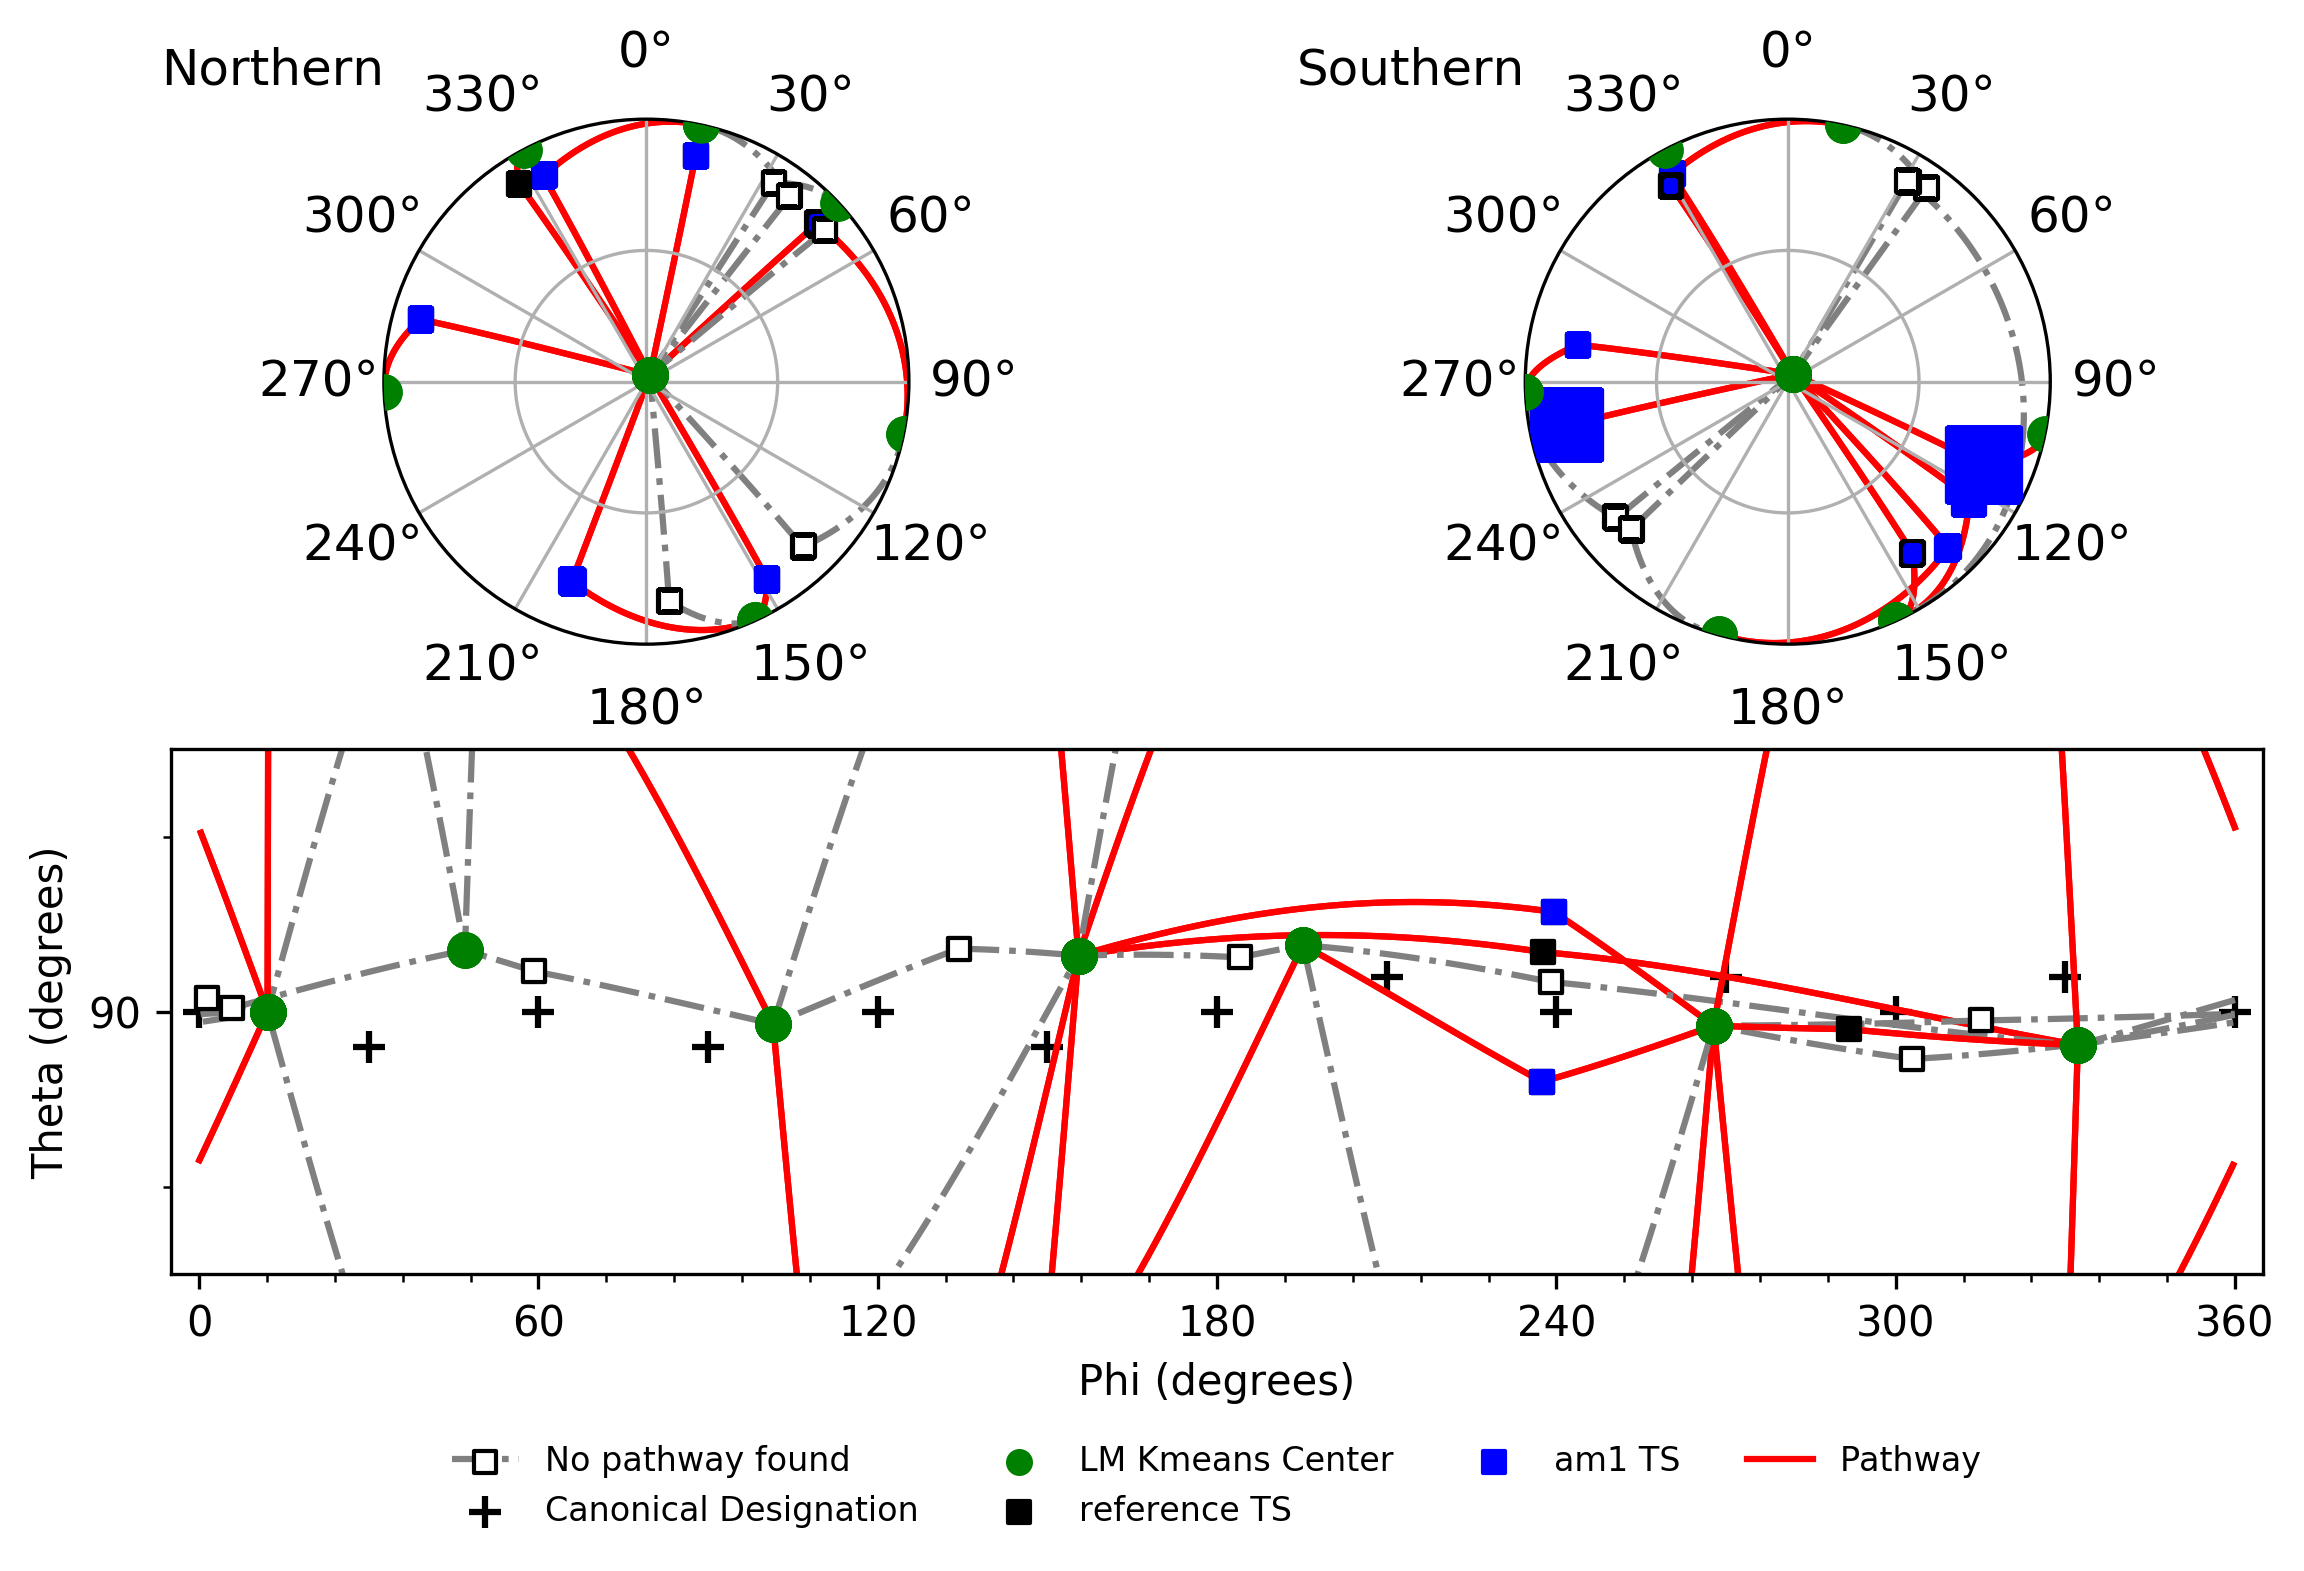 Northern
0°
30°
60°
90°
120°
150°
180°
210°
240°
270°
300°
330°
Southern
0°
30°
60°
90°
120°
150°
180°
210°
240°
270°
300°
330°
Theta (degrees)
90
0 60 120 180 240 300 360
Phi (degrees)
No pathway found
Canonical Designation
LM Kmeans Center
reference TS
am1 TS
Pathway